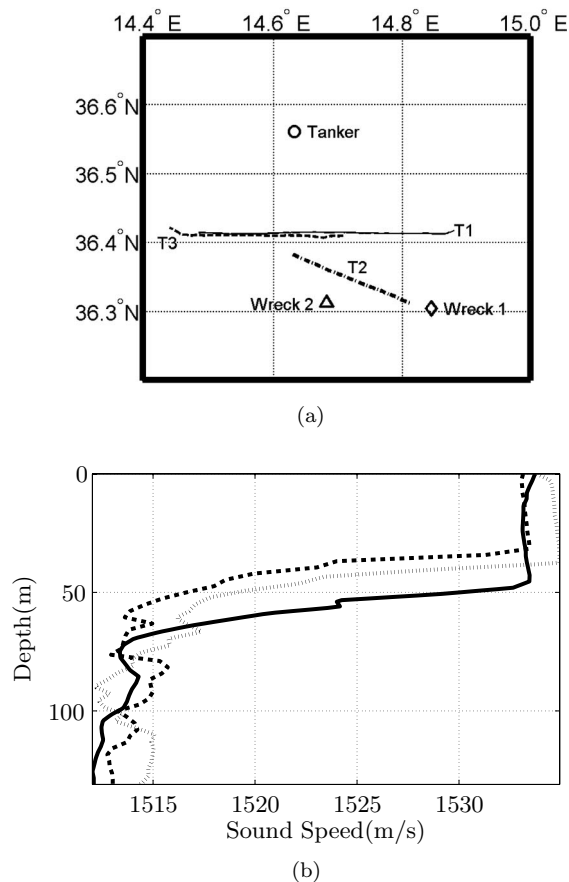 14.4° E 14.6° E 14.8° E 15.0° E
36.6°N
Tanker
36.5°N
T1
36.4°N
T3
T2
Wreck 2
Wreck 1
36.3°N
(a)
0
50
100
Depth(m)
1515 1520 1525 1530
Sound Speed(m/s)
(b)